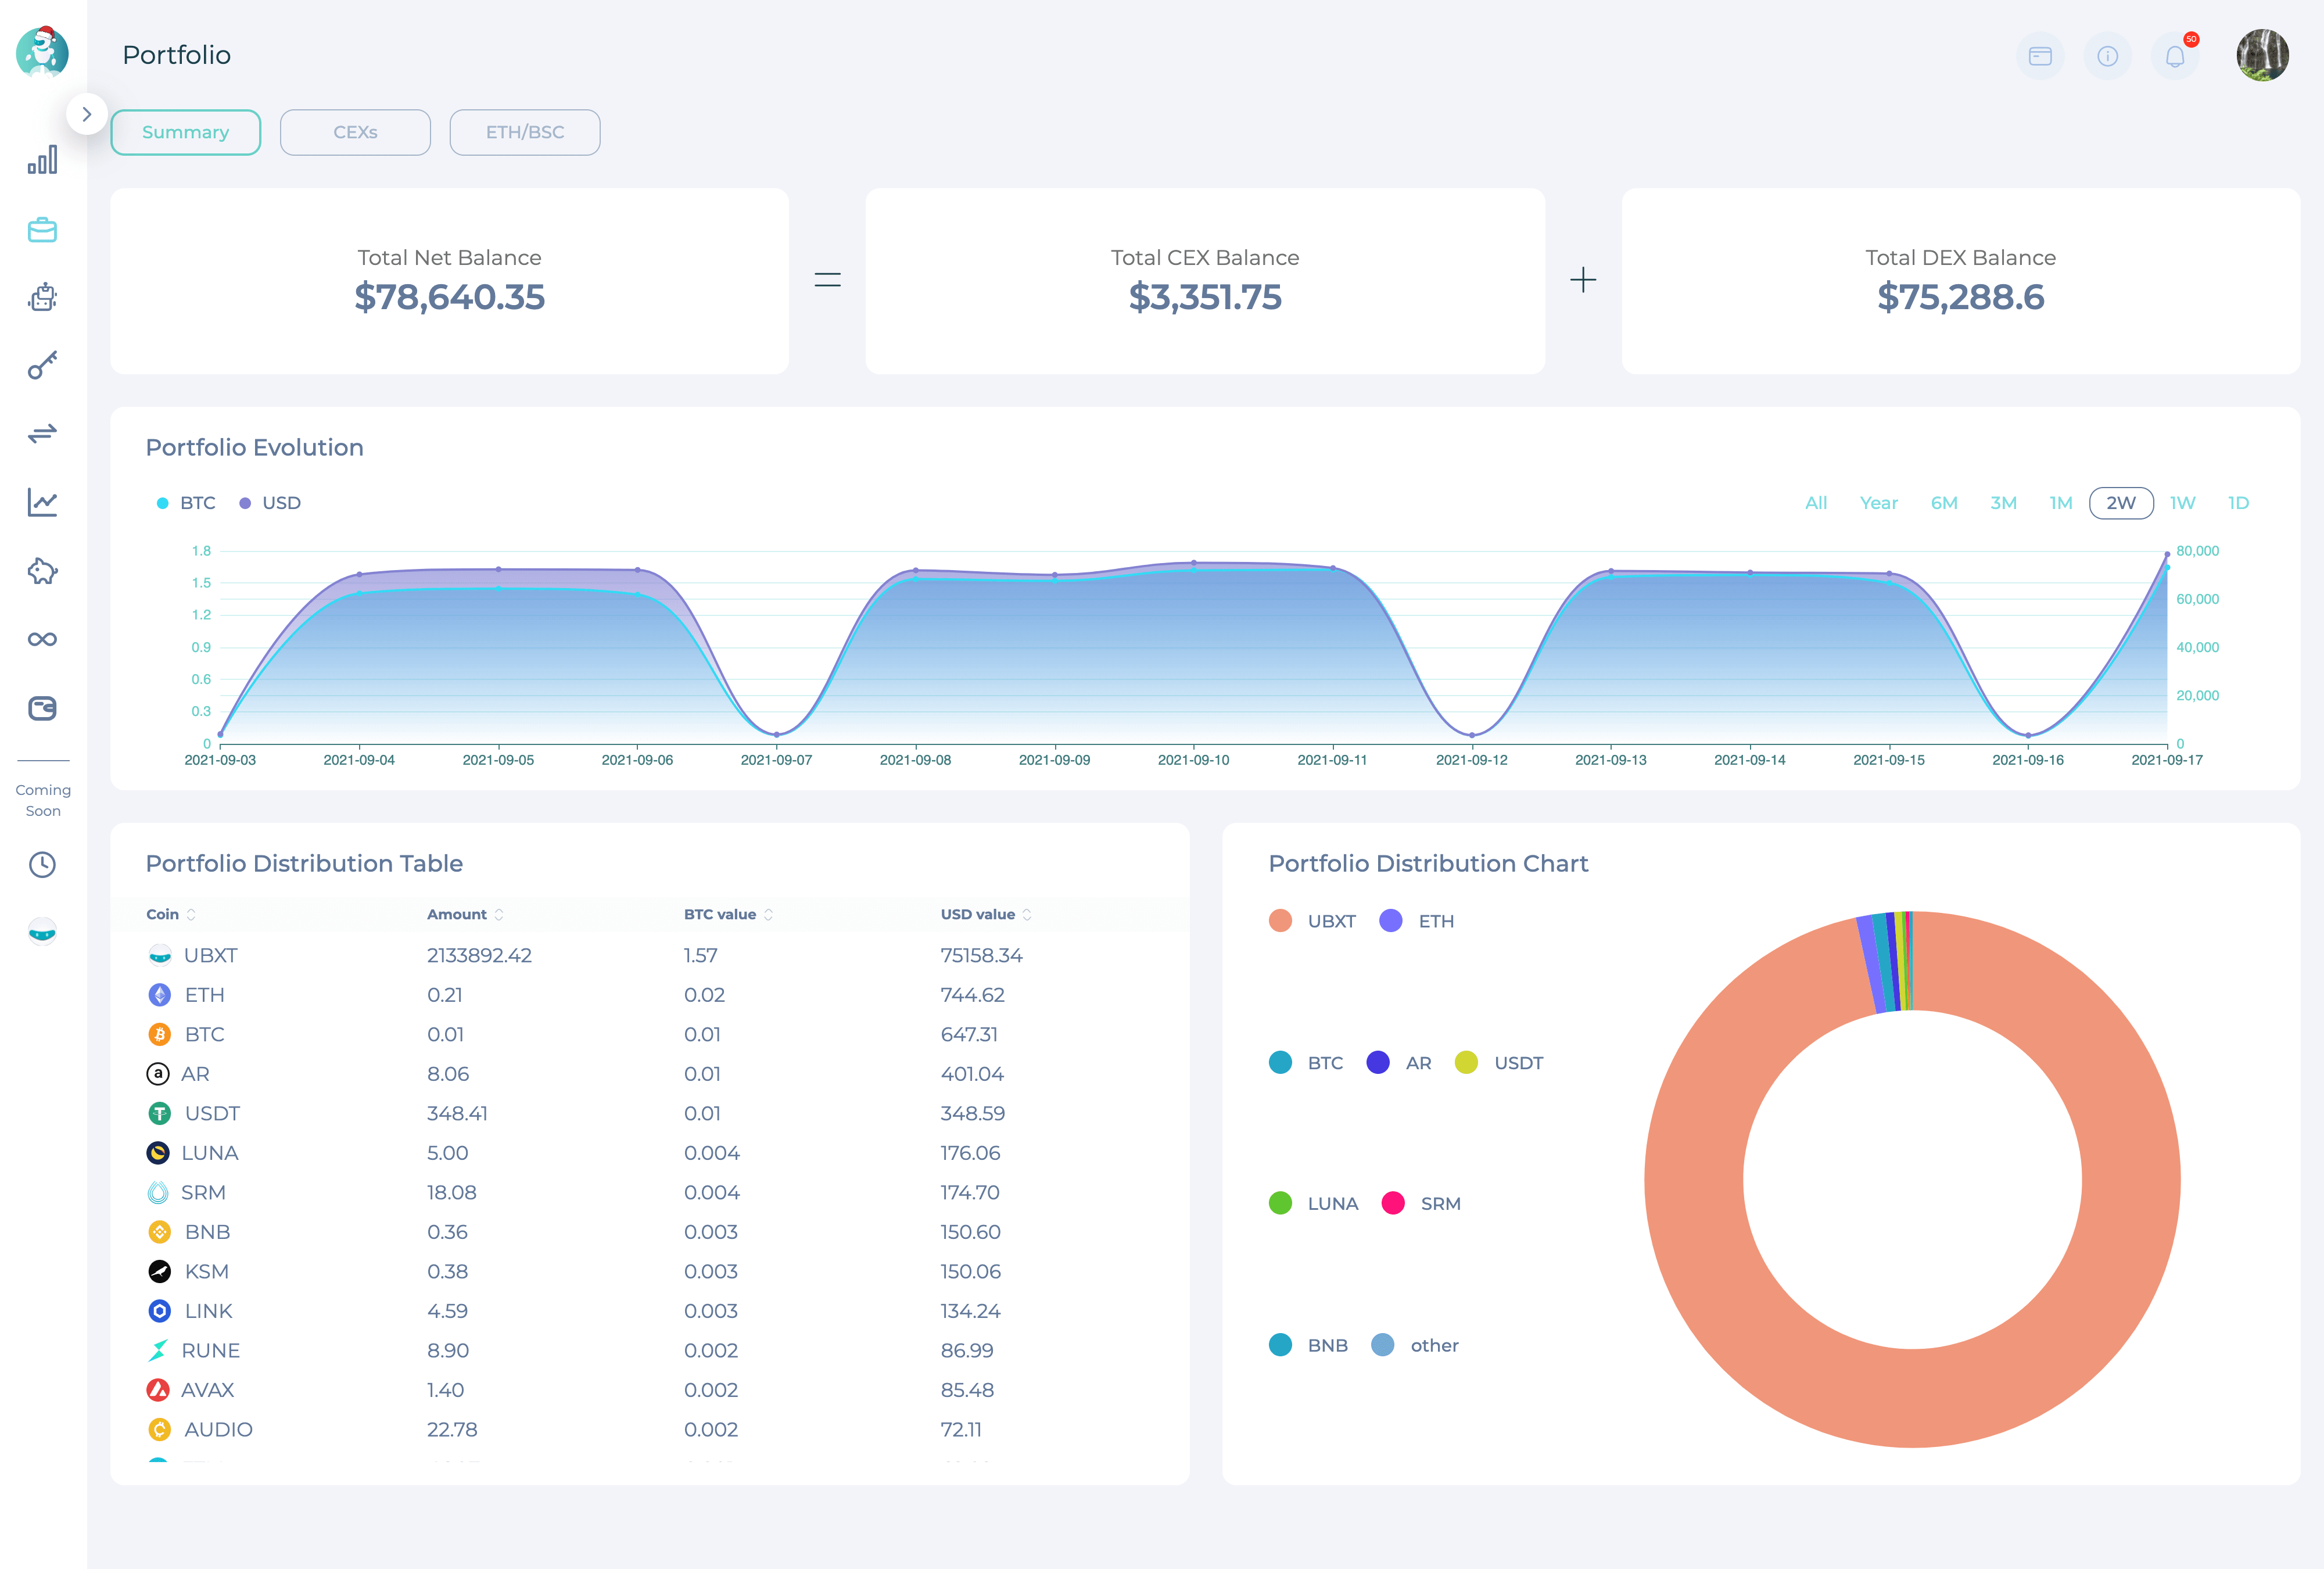 Portfolio
50
Summary CEXs ETH/BSC
Total Net Balance
$78,640.35
=
Total CEX Balance
$3,351.75
+
Total DEX Balance
$75,288.6
Portfolio Evolution
BTC USD
All Year 6M 3M 1M 2W 1W 1D
1.8 80,000
1.5
60,000
1.2
0.9 40,000
0.6
20,000
0.3
0 0
2021-09-03 2021-09-04 2021-09-05 2021-09-06 2021-09-07 2021-09-08 2021-09-09 2021-09-10 2021-09-11 2021-09-12 2021-09-13 2021-09-14 2021-09-15 2021-09-16 2021-09-17
Coming
Soon
Portfolio Distribution Table
Coin Amount BTC value USD value
UBXT 2133892.42 1.57 75158.34
ETH 0.21 0.02 744.62
BTC 0.01 0.01 647.31
AR 8.06 0.01 401.04
USDT 348.41 0.01 348.59
LUNA 5.00 0.004 176.06
SRM 18.08 0.004 174.70
BNB 0.36 0.003 150.60
KSM 0.38 0.003 150.06
LINK 4.59 0.003 134.24
RUNE 8.90 0.002 86.99
AVAX 1.40 0.002 85.48
AUDIO 22.78 0.002 72.11
Portfolio Distribution Chart
UBXT ETH
BTC AR USDT
LUNA SRM
BNB other